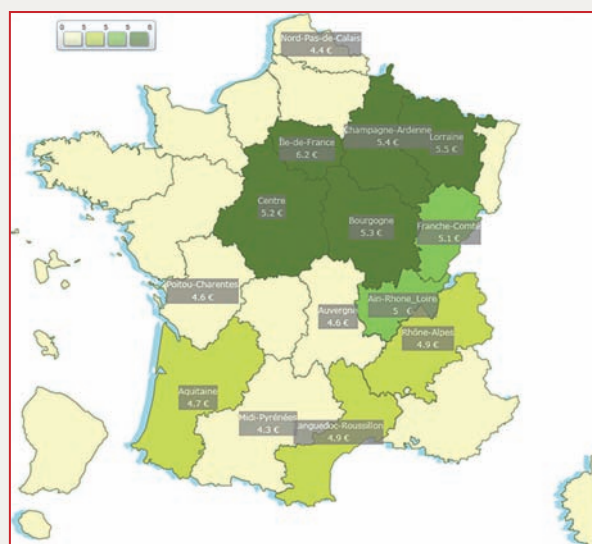 0 5 5 5 6
Nord-Pas-de-Calais
4.4 €
Île-de-France
6.2 €
Champagne-Ardenne
5.4 €
Lorraine
5.5 €
Centre
5.2 €
Bourgogne
5.3 €
Franche-Comté
5.1 €
Poitou-Charentes
4.6 €
Auvergne
4.6 €
Ain-Rhone_Loire
5 €
Rhône-Alpes
4.9 €
Aquitaine
4.7 €
Midi-Pyrénées
4.3 €
Languedoc-Roussillon
4.9 €